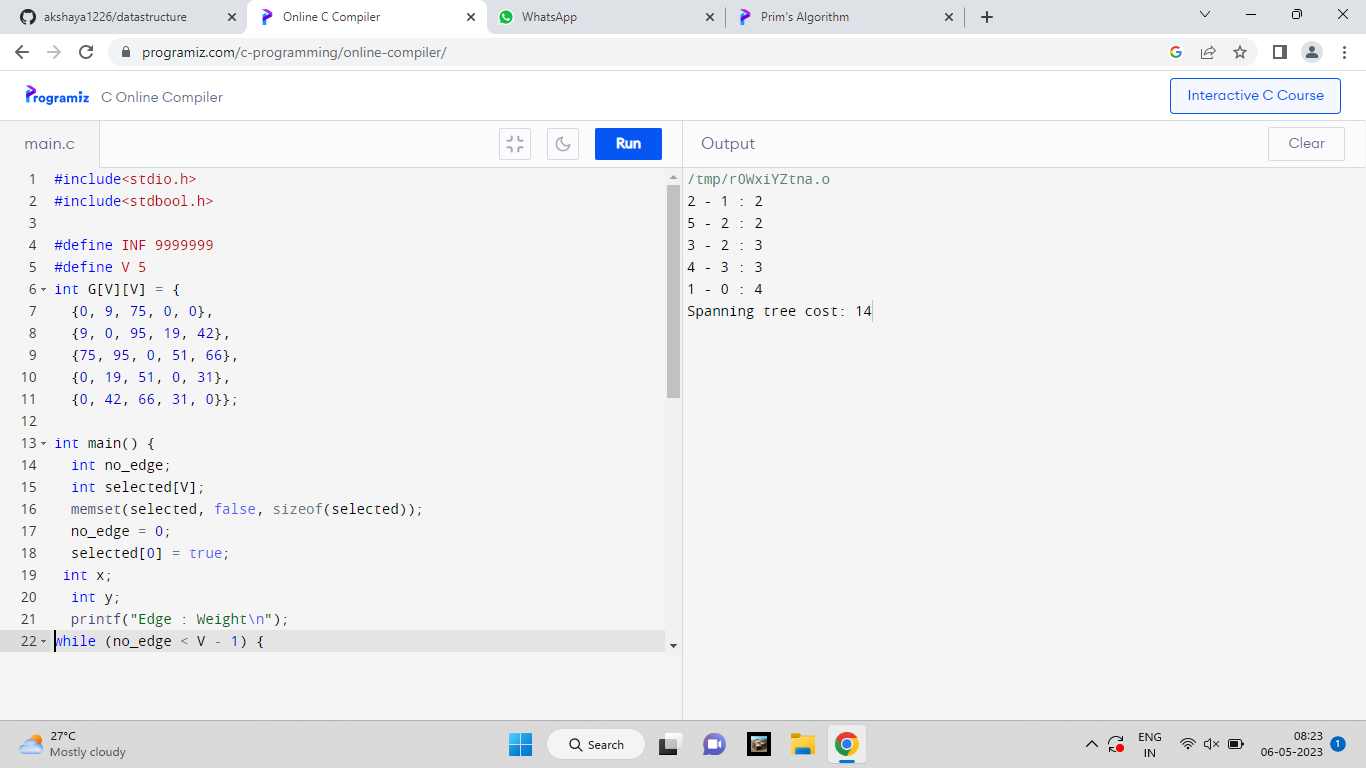 akshaya1226/datastructure
Online C Compiler
WhatsApp
Prim's Algorithm
programiz.com/c-programming/online-compiler/
Programiz C Online Compiler
Interactive C Course
main.c
Run
Output
Clear
1 #include<stdio.h>
2 #include<stdbool.h>
3
4 #define INF 9999999
5 #define V 5
6 int G[V][V] = {
7 {0, 9, 75, 0, 0},
8 {9, 0, 95, 19, 42},
9 {75, 95, 0, 51, 66},
10 {0, 19, 51, 0, 31},
11 {0, 42, 66, 31, 0}};
12
13 int main() {
14 int no_edge;
15 int selected[V];
16 memset(selected, false, sizeof(selected));
17 no_edge = 0;
18 selected[0] = true;
19 int x;
20 int y;
21 printf("Edge : Weight\n");
22 while (no_edge < V - 1) {
/tmp/rOWxiYZtna.o
2 - 1 : 2
5 - 2 : 2
3 - 2 : 3
4 - 3 : 3
1 - 0 : 4
Spanning tree cost: 14
27°C
Mostly cloudy
Search
ENG
IN
08:23
06-05-2023
1